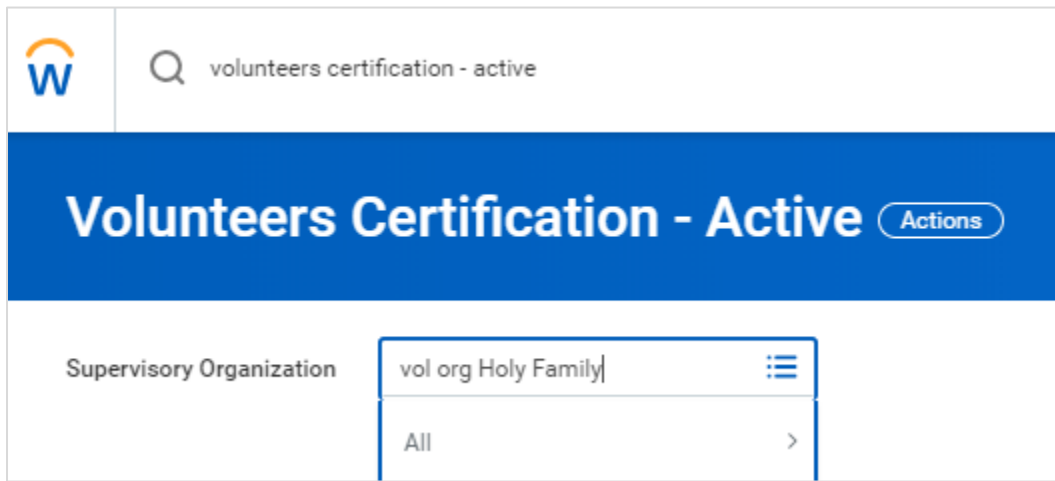 W
volunteers certification - active
Volunteers Certification - Active Actions
Supervisory Organization vol org Holy Family
All